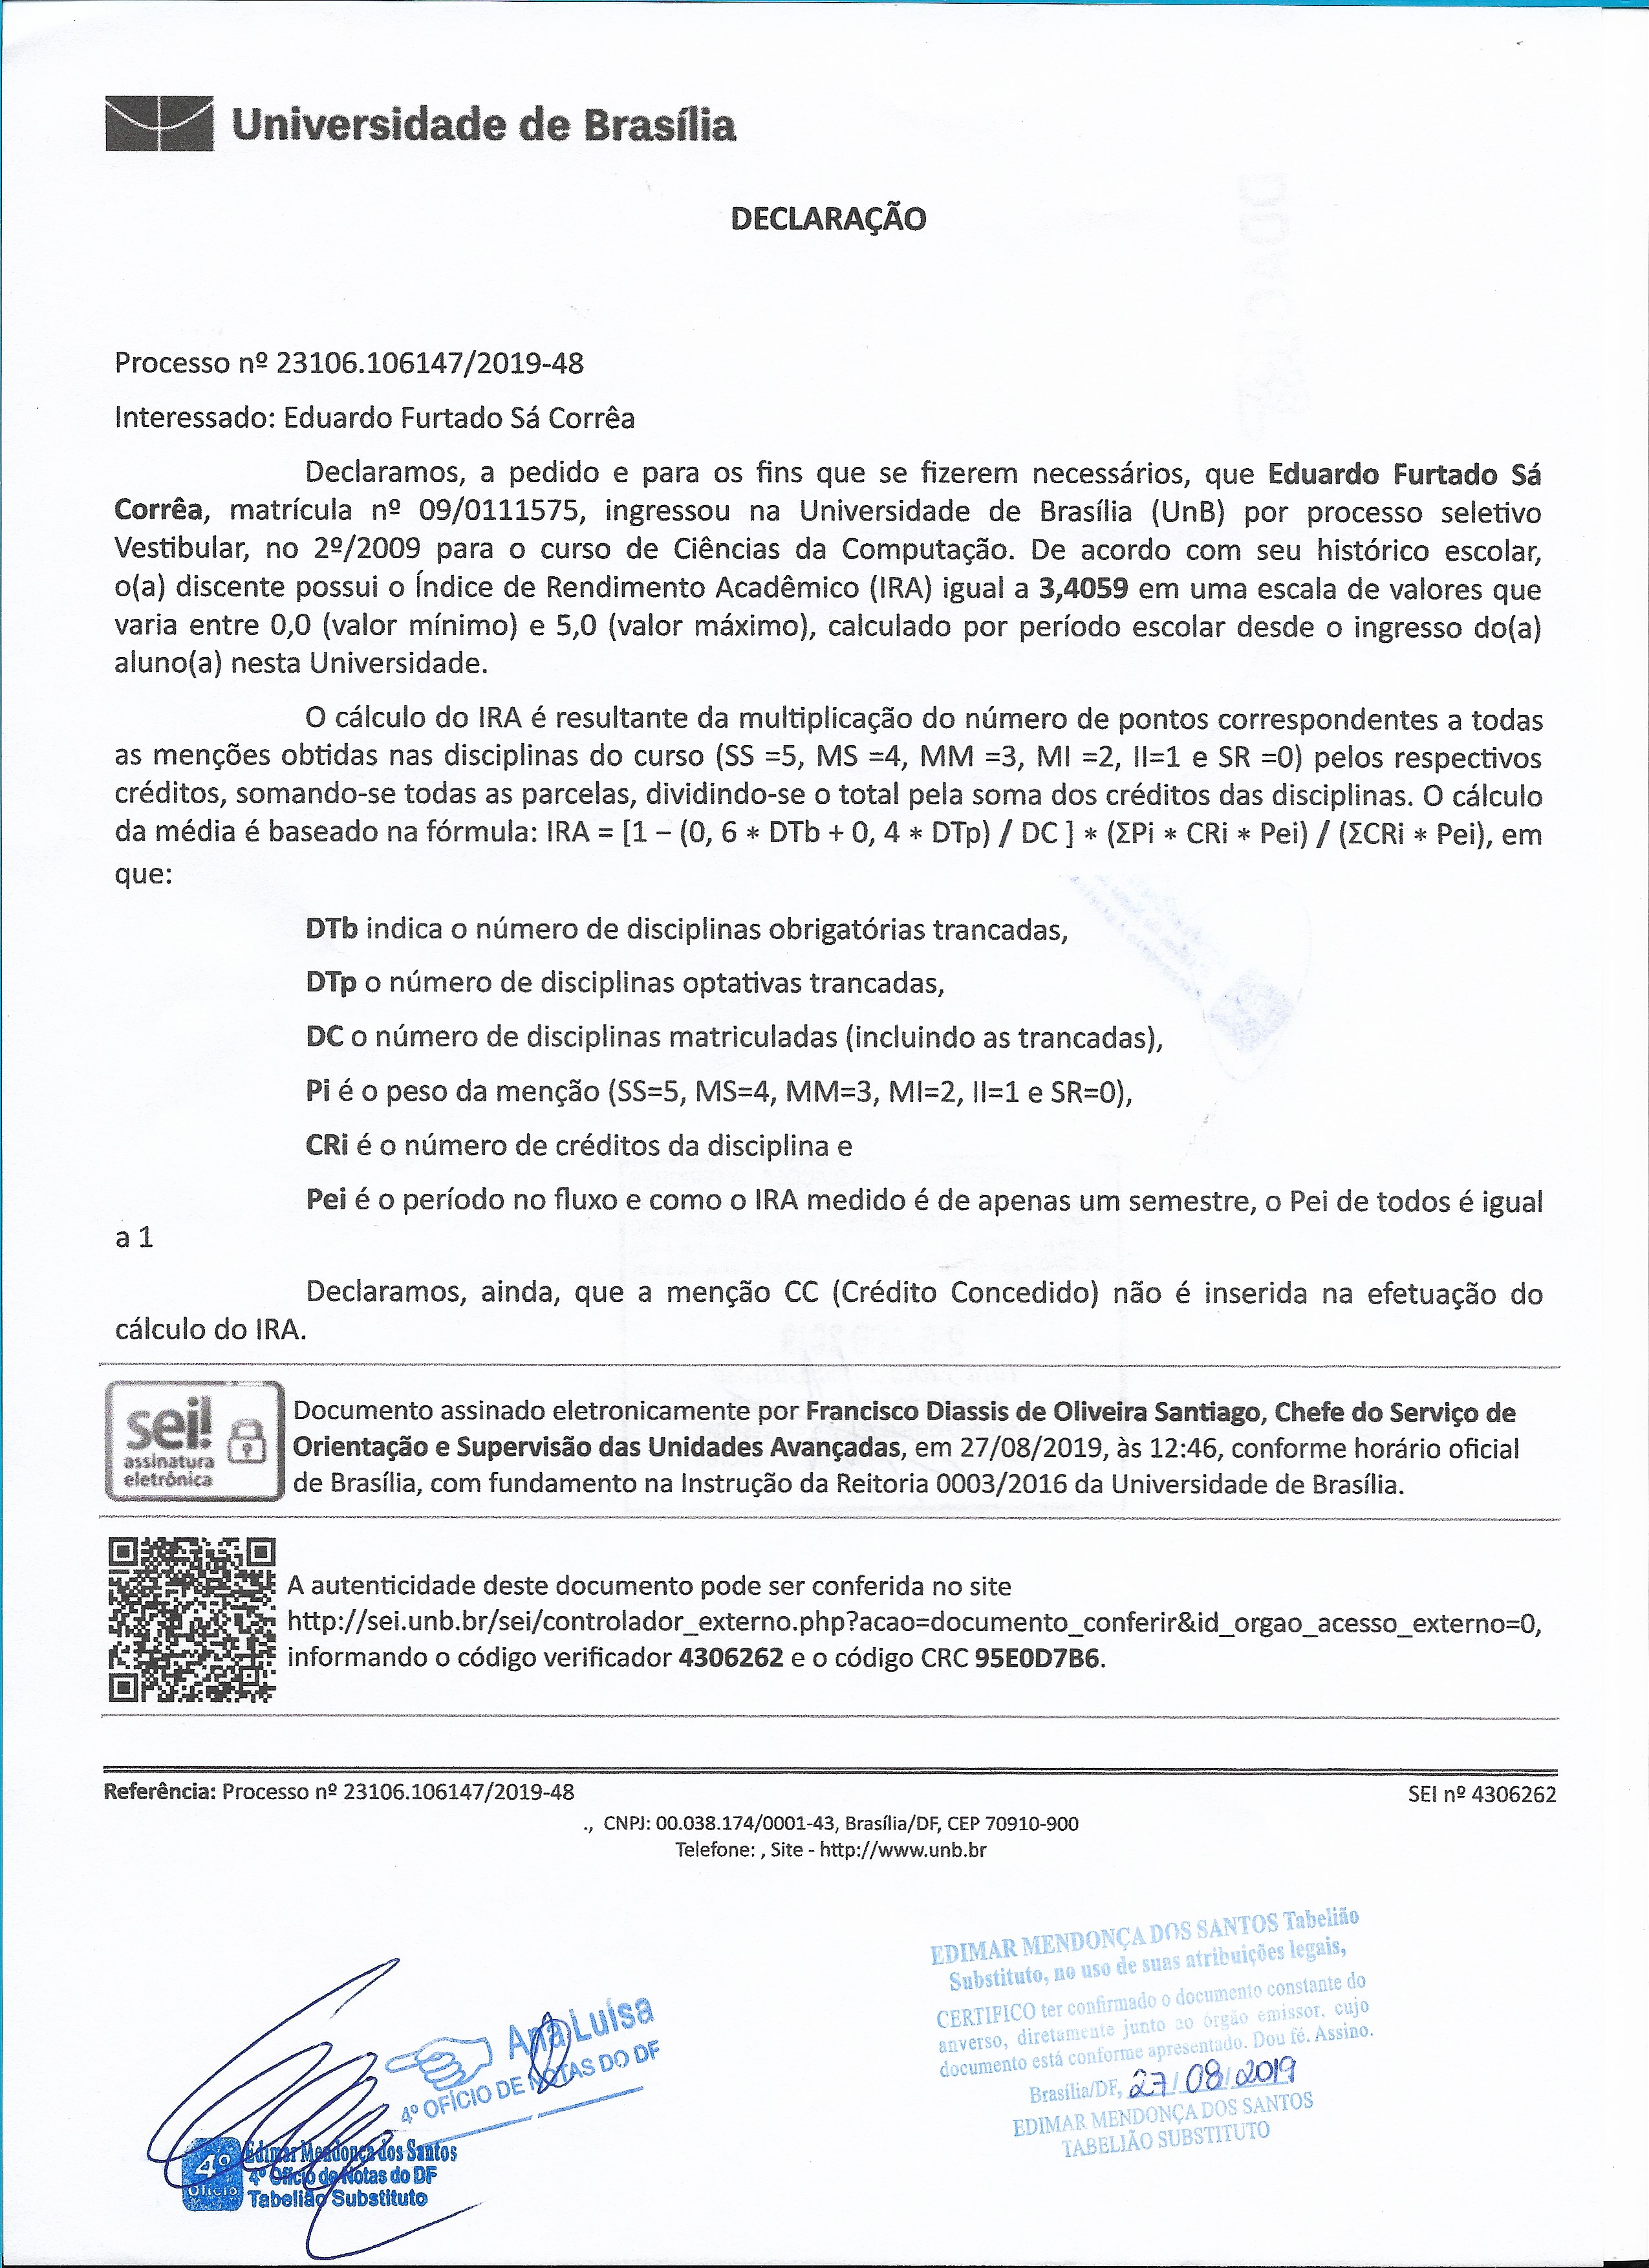 Universidade de Brasília
DECLARAÇÃO
Processo nº 23106.106147/2019-48
Interessado: Eduardo Furtado Sá Corrêa
Declaramos, a pedido e para os fins que se fizerem necessários, que Eduardo Furtado Sá
Corrêa, matrícula nº 09/0111575, ingressou na Universidade de Brasília (UnB) por processo seletivo
Vestibular, no 2º/2009 para o curso de Ciências da Computação. De acordo com seu histórico escolar,
o(a) discente possui o Índice de Rendimento Acadêmico (IRA) igual a 3,4059 em uma escala de valores que
varia entre 0,0 (valor mínimo) e 5,0 (valor máximo), calculado por período escolar desde o ingresso do(a)
aluno(a) nesta Universidade.
O cálculo do IRA é resultante da multiplicação do número de pontos correspondentes a todas
as menções obtidas nas disciplinas do curso (SS =5, MS =4, MM =3, MI =2, II=1 e SR =0) pelos respectivos
créditos, somando-se todas as parcelas, dividindo-se o total pela soma dos créditos das disciplinas. O cálculo
da média é baseado na fórmula: IRA = [1 – (0, 6 * DTb + 0, 4 * DTp) / DC ] * (ΣPi * CRi * Pei) / (ΣCRi * Pei), em
que:
DTb indica o número de disciplinas obrigatórias trancadas,
DTp o número de disciplinas optativas trancadas,
DC o número de disciplinas matriculadas (incluindo as trancadas),
Pi é o peso da menção (SS=5, MS=4, MM=3, MI=2, II=1 e SR=0),
CRi é o número de créditos da disciplina e
Pei é o período no fluxo e como o IRA medido é de apenas um semestre, o Pei de todos é igual
a 1
Declaramos, ainda, que a menção CC (Crédito Concedido) não é inserida na efetuação do
cálculo do IRA.
sei!
assinatura
eletrônica
Documento assinado eletronicamente por Francisco Diassis de Oliveira Santiago, Chefe do Serviço de
Orientação e Supervisão das Unidades Avançadas, em 27/08/2019, às 12:46, conforme horário oficial
de Brasília, com fundamento na Instrução da Reitoria 0003/2016 da Universidade de Brasília.
A autenticidade deste documento pode ser conferida no site
http://sei.unb.br/sei/controlador_externo.php?acao=documento_conferir&id_orgao_acesso_externo=0,
informando o código verificador 4306262 e o código CRC 95E0D7B6.
Referência: Processo nº 23106.106147/2019-48 SEI nº 4306262
., CNPJ: 00.038.174/0001-43, Brasília/DF, CEP 70910-900
Telefone: , Site - http://www.unb.br
EDIMAR MENDONÇA DOS SANTOS Tabelião
Substituto, no uso de suas atribuições legais,
CERTIFICO ter confirmado o documento constante do
anverso, diretamente junto ao órgão emissor, cujo
documento está conforme apresentado. Dou fé. Assino.
Brasília/DF, 27/08/2019
EDIMAR MENDONÇA DOS SANTOS
TABELIÃO SUBSTITUTO
Ana Luísa
4º OFÍCIO DE NOTAS DO DF
4º
Ofício
Edimar Mendonça dos Santos
4º Ofício de Notas do DF
Tabelião Substituto